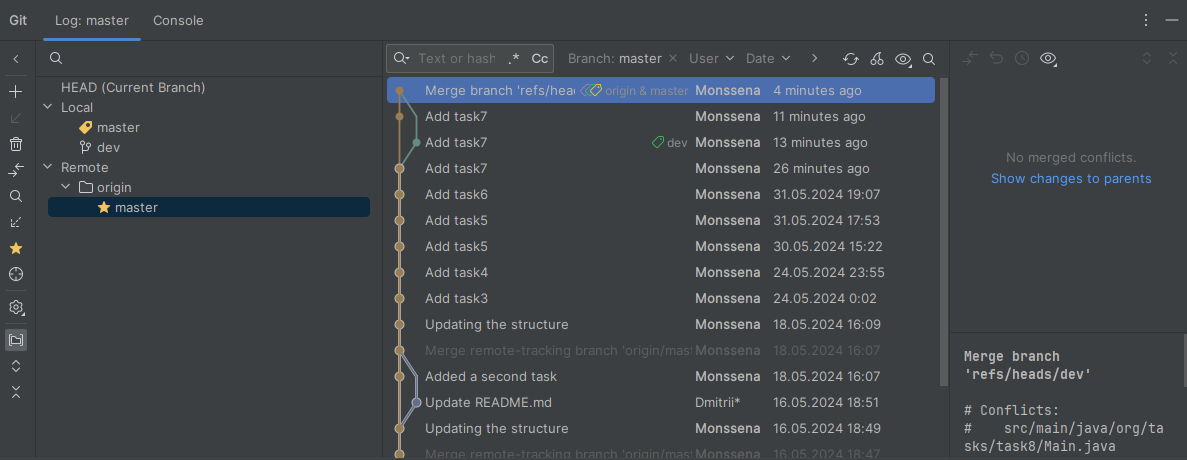 Git Log: master Console
HEAD (Current Branch)
Local
master
dev
Remote
origin
master
Text or hash .* Cc Branch: master User Date
Merge branch 'refs/hea origin & master Monssena 4 minutes ago
Add task7 Monssena 11 minutes ago
Add task7 dev Monssena 13 minutes ago
Add task7 Monssena 26 minutes ago
Add task6 Monssena 31.05.2024 19:07
Add task5 Monssena 31.05.2024 17:53
Add task5 Monssena 30.05.2024 15:22
Add task4 Monssena 24.05.2024 23:55
Add task3 Monssena 24.05.2024 0:02
Updating the structure Monssena 18.05.2024 16:09
Merge remote-tracking branch 'origin/mast Monssena 18.05.2024 16:07
Added a second task Monssena 18.05.2024 16:07
Update README.md Dmitrii* 16.05.2024 18:51
Updating the structure Monssena 16.05.2024 18:49
Merge remote-tracking branch 'origin/mast Monssena 16.05.2024 18:47
No merged conflicts.
Show changes to parents
Merge branch
'refs/heads/dev'
# Conflicts:
# src/main/java/org/ta
sks/task8/Main.java